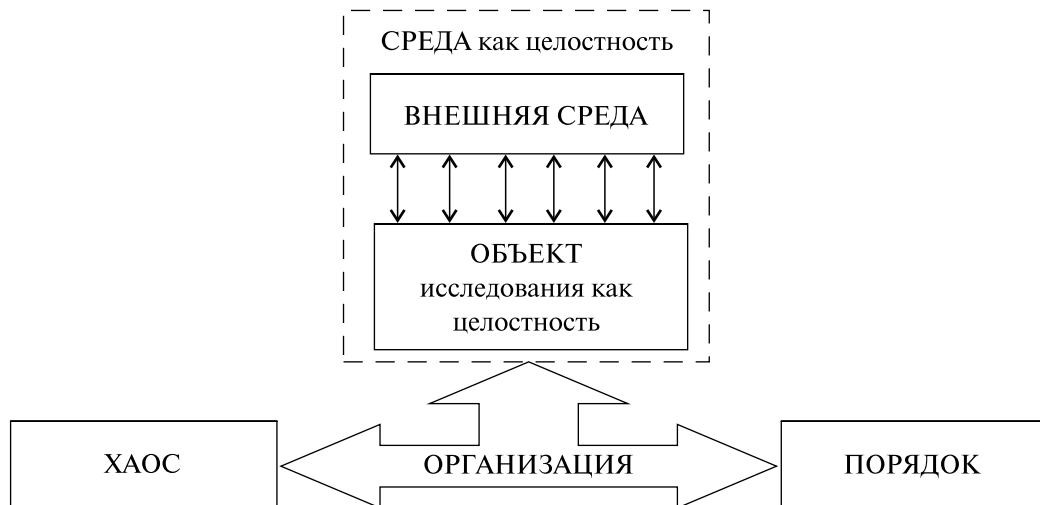 СРЕДА как целостность
ВНЕШНЯЯ СРЕДА
ОБЪЕКТ
исследования как
целостность
ХАОС
ОРГАНИЗАЦИЯ
ПОРЯДОК